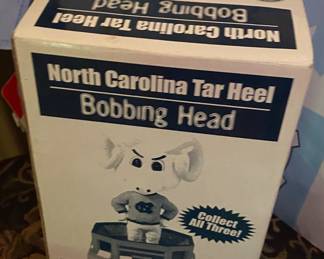 Bobbing Head
North Carolina Tar Heel
North Carolina Tar Heel
Bobbing Head
Collect
All Three!